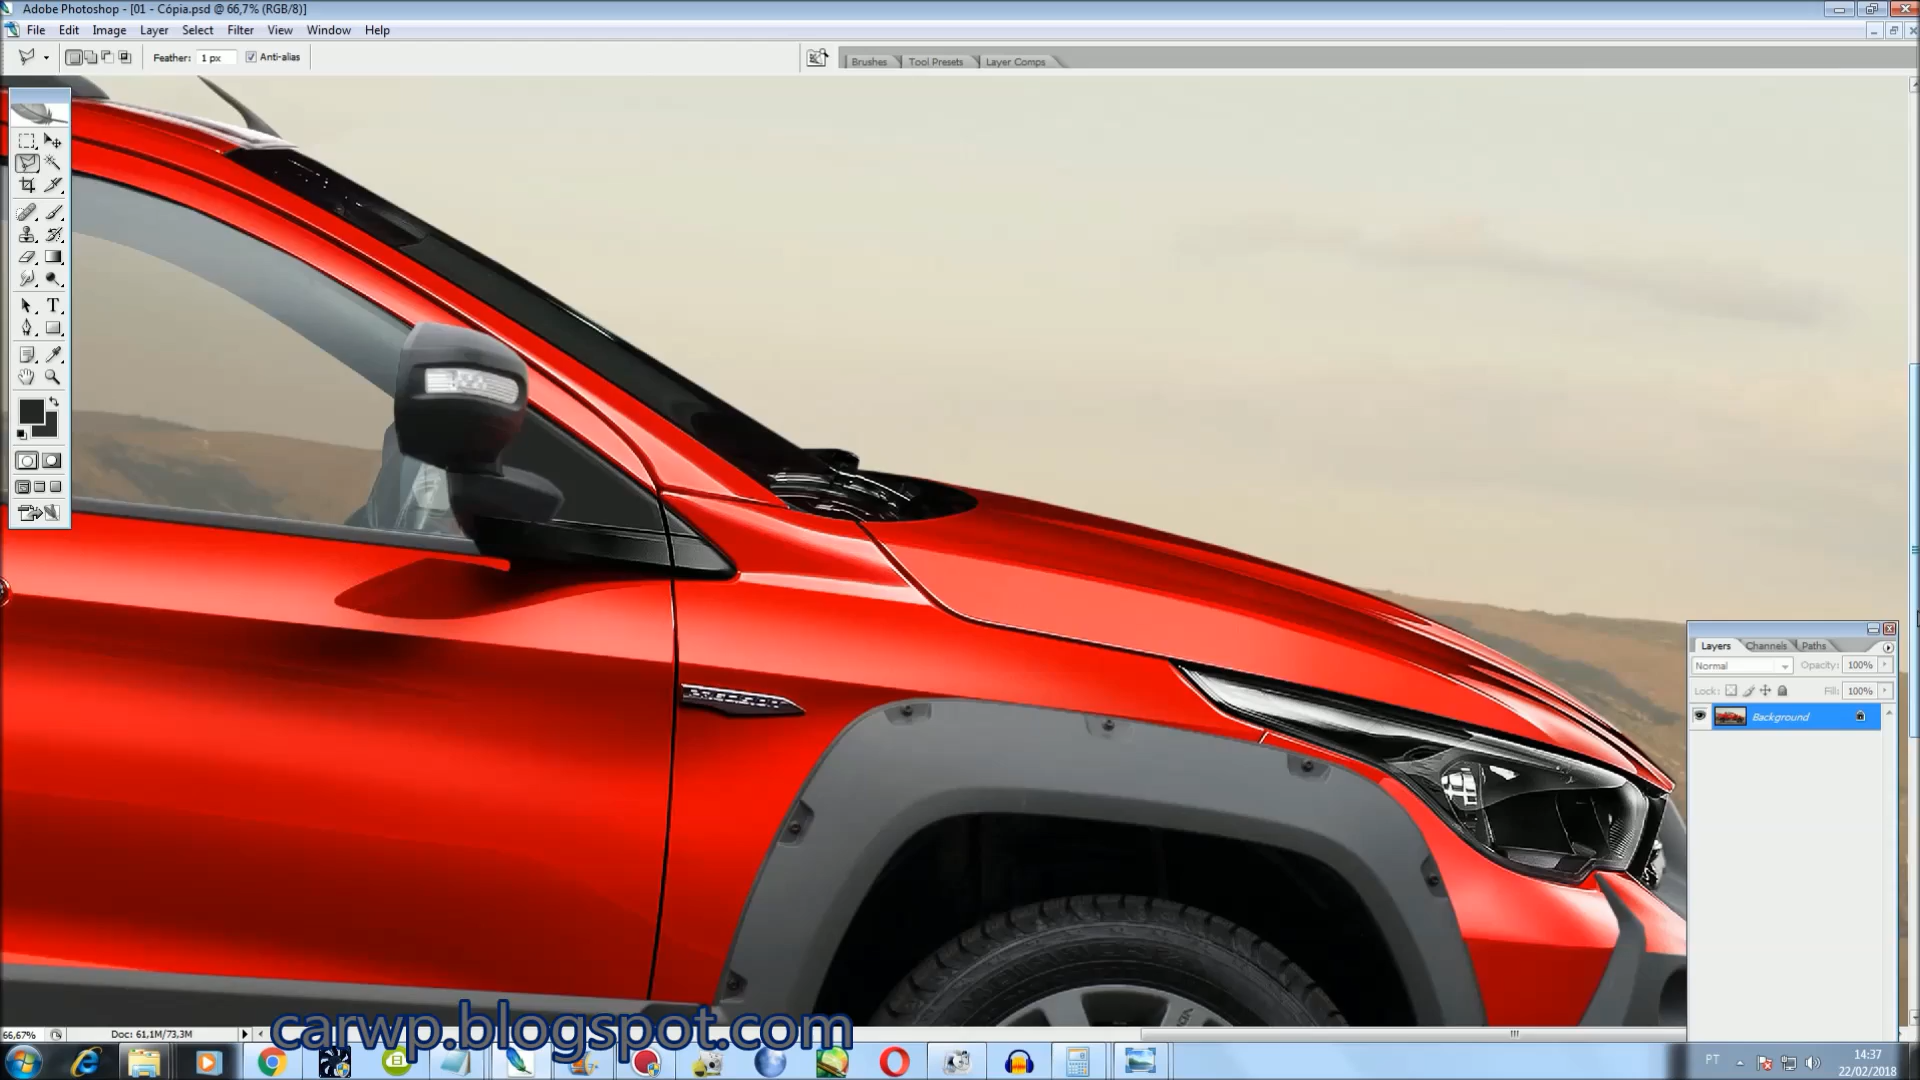 Adobe Photoshop - [01 - Cópia.psd @ 66,7% (RGB/8)]
File Edit Image Layer Select Filter View Window Help
Feather: 1 px Anti-alias
Brushes Tool Presets Layer Comps
T
Layers Channels Paths
Normal Opacity: 100%
Lock: Fill: 100%
Background
66,67% Doc: 61,1M/73,3M
carwp.blogspot.com
PT 14:37
22/02/2018